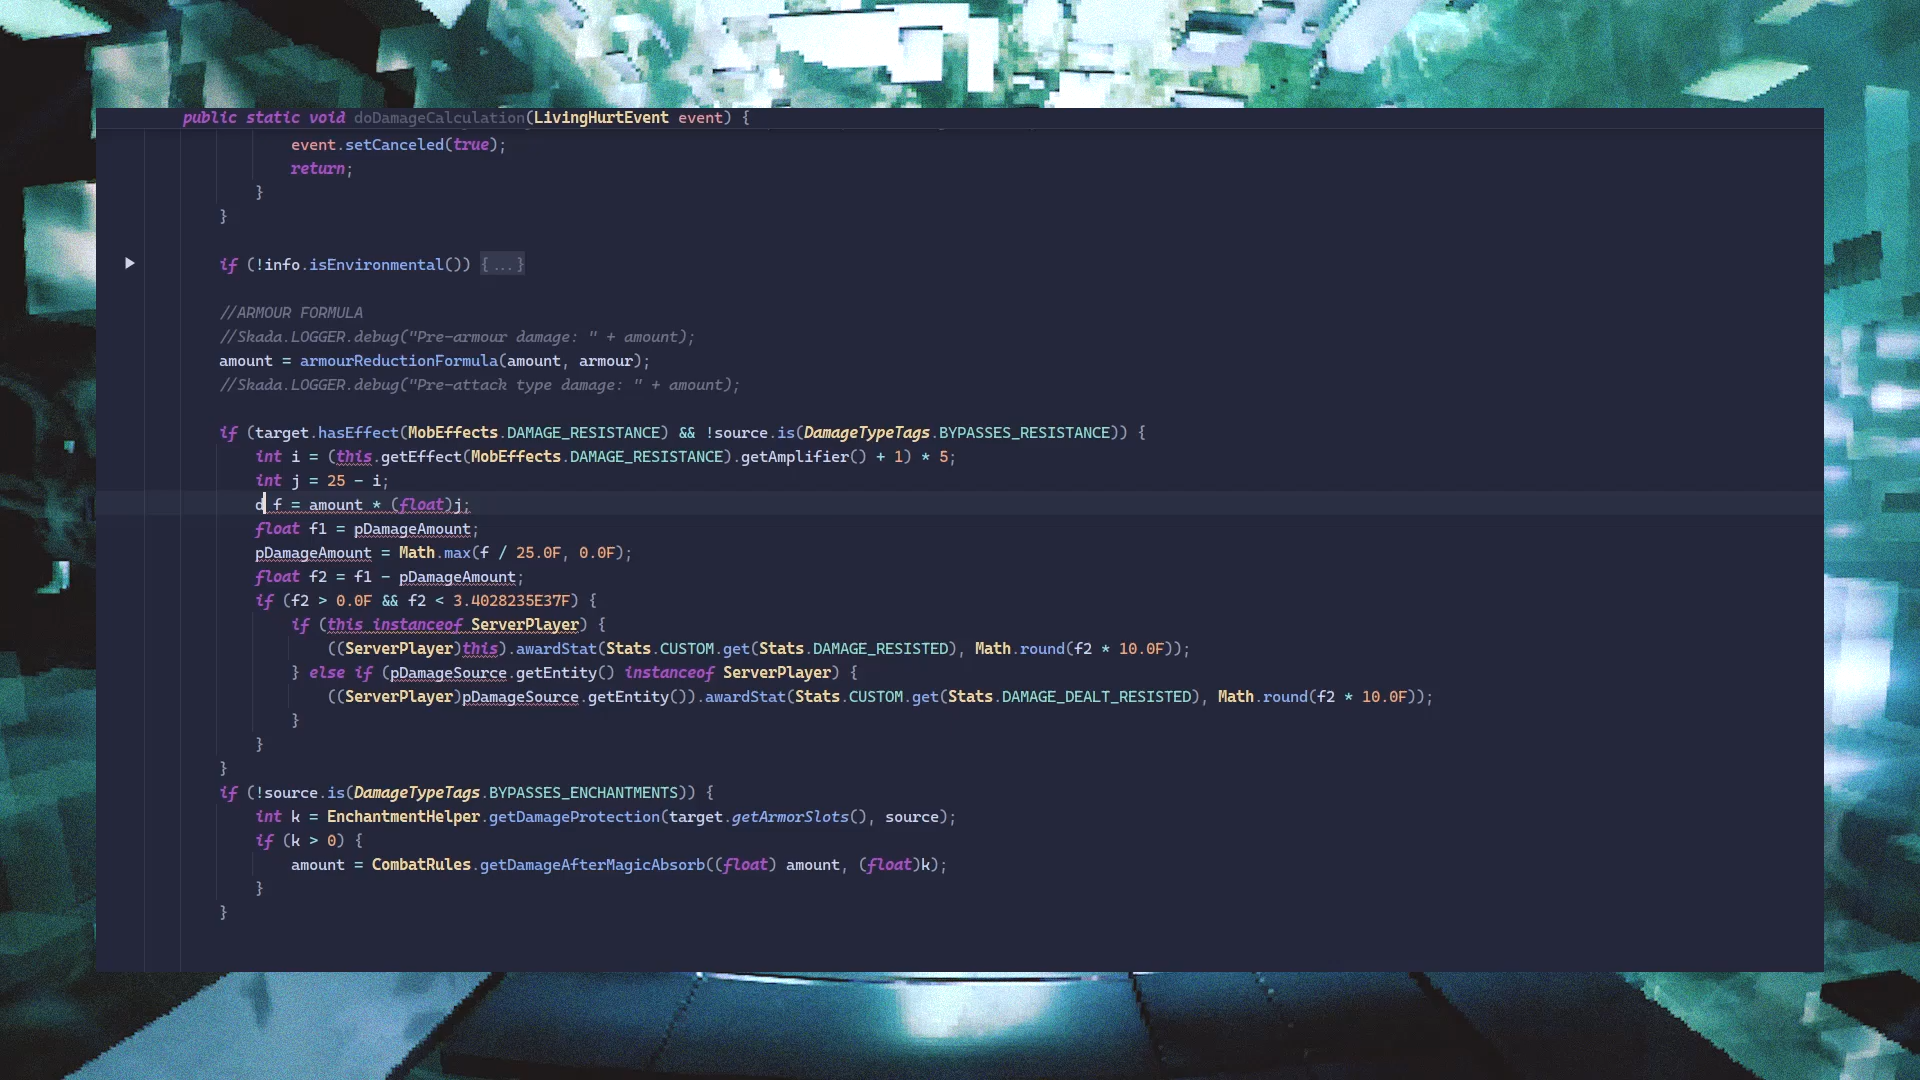 public static void doDamageCalculation(LivingHurtEvent event) {
event.setCanceled(true);
return;
}
}
if (!info.isEnvironmental()) {...}
//ARMOUR FORMULA
//Skada.LOGGER.debug("Pre-armour damage: " + amount);
amount = armourReductionFormula(amount, armour);
//Skada.LOGGER.debug("Pre-attack type damage: " + amount);
if (target.hasEffect(MobEffects.DAMAGE_RESISTANCE) && !source.is(DamageTypeTags.BYPASSES_RESISTANCE)) {
int i = (this.getEffect(MobEffects.DAMAGE_RESISTANCE).getAmplifier() + 1) * 5;
int j = 25 - i;
d f = amount * (float)j;
float f1 = pDamageAmount;
pDamageAmount = Math.max(f / 25.0F, 0.0F);
float f2 = f1 - pDamageAmount;
if (f2 > 0.0F && f2 < 3.4028235E37F) {
if (this instanceof ServerPlayer) {
((ServerPlayer)this).awardStat(Stats.CUSTOM.get(Stats.DAMAGE_RESISTED), Math.round(f2 * 10.0F));
} else if (pDamageSource.getEntity() instanceof ServerPlayer) {
((ServerPlayer)pDamageSource.getEntity()).awardStat(Stats.CUSTOM.get(Stats.DAMAGE_DEALT_RESISTED), Math.round(f2 * 10.0F));
}
}
}
if (!source.is(DamageTypeTags.BYPASSES_ENCHANTMENTS)) {
int k = EnchantmentHelper.getDamageProtection(target.getArmorSlots(), source);
if (k > 0) {
amount = CombatRules.getDamageAfterMagicAbsorb((float) amount, (float)k);
}
}